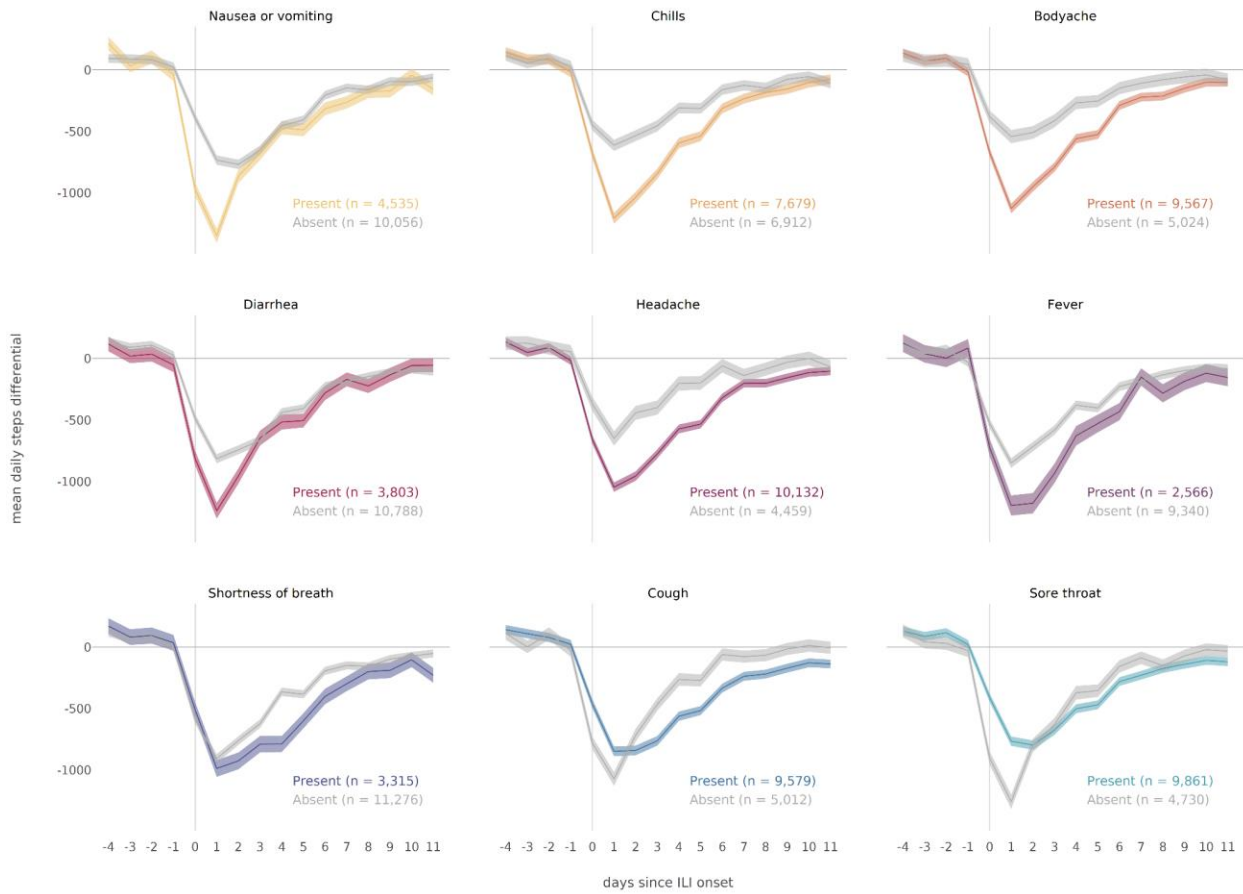 Nausea or vomiting
Chills
Bodyache
0
-500
-1000
Present (n = 4,535)
Absent (n = 10,056)
Present (n = 7,679)
Absent (n = 6,912)
Present (n = 9,567)
Absent (n = 5,024)
mean daily steps differential
Diarrhea
Headache
Fever
0
-500
-1000
Present (n = 3,803)
Absent (n = 10,788)
Present (n = 10,132)
Absent (n = 4,459)
Present (n = 2,566)
Absent (n = 9,340)
Shortness of breath
Cough
Sore throat
0
-500
-1000
Present (n = 3,315)
Absent (n = 11,276)
Present (n = 9,579)
Absent (n = 5,012)
Present (n = 9,861)
Absent (n = 4,730)
-4 -3 -2 -1 0 1 2 3 4 5 6 7 8 9 10 11
-4 -3 -2 -1 0 1 2 3 4 5 6 7 8 9 10 11
-4 -3 -2 -1 0 1 2 3 4 5 6 7 8 9 10 11
days since ILI onset